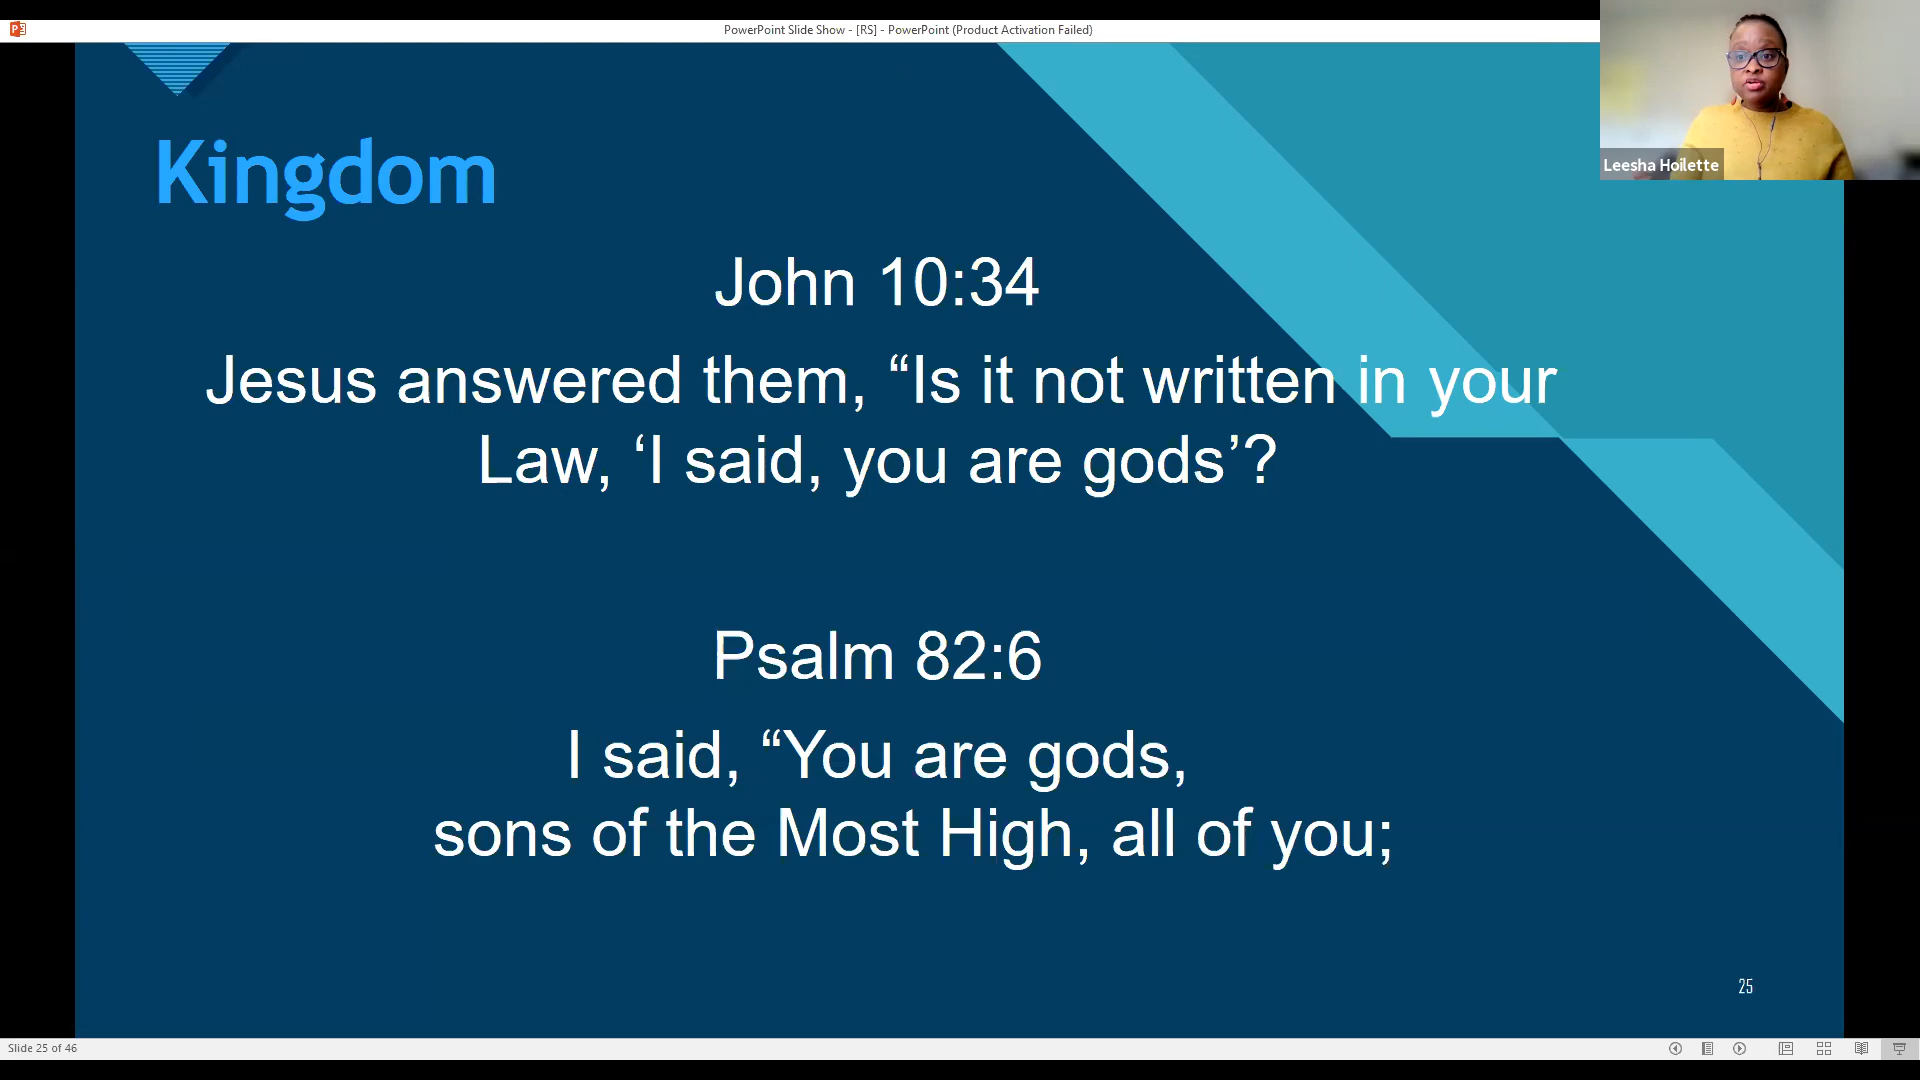 PowerPoint Slide Show - [RS] - PowerPoint (Product Activation Failed)
Leesha Hoilette
Kingdom
John 10:34
Jesus answered them, “Is it not written in your
Law, ‘I said, you are gods’?
Psalm 82:6
I said, “You are gods,
sons of the Most High, all of you;
25
Slide 25 of 46